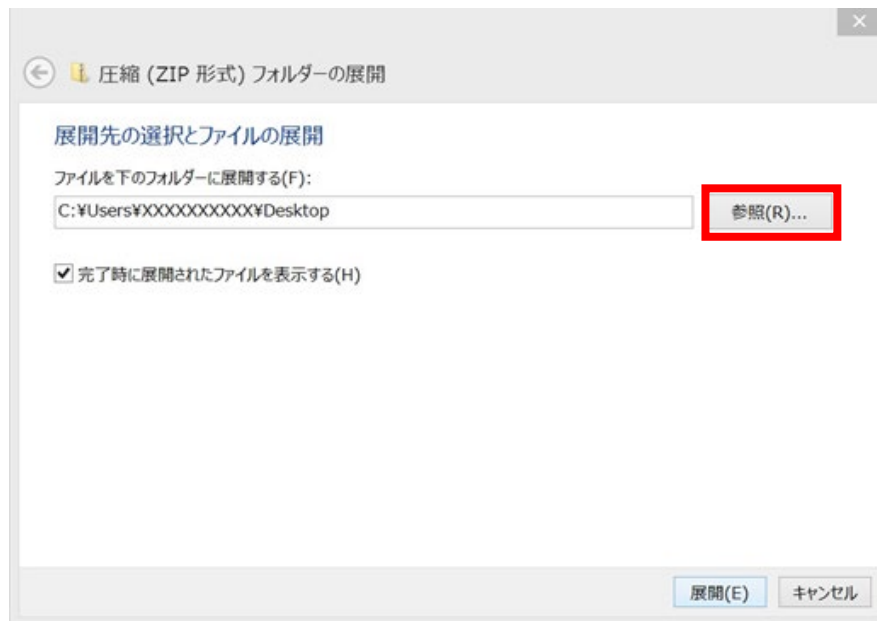 圧縮 (ZIP 形式) フォルダーの展開
展開先の選択とファイルの展開
ファイルを下のフォルダーに展開する(F):
C:¥Users¥XXXXXXXXXX¥Desktop
参照(R)...
完了時に展開されたファイルを表示する(H)
展開(E)
キャンセル